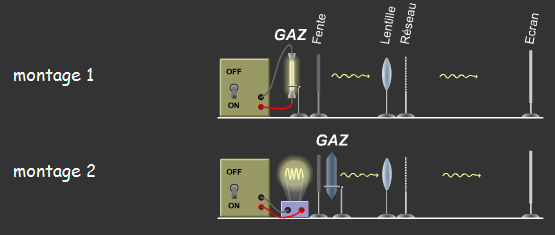 GAZ
Fente
Lentille
Réseau
Ecran
montage 1
OFF
ON
GAZ
montage 2
OFF
ON